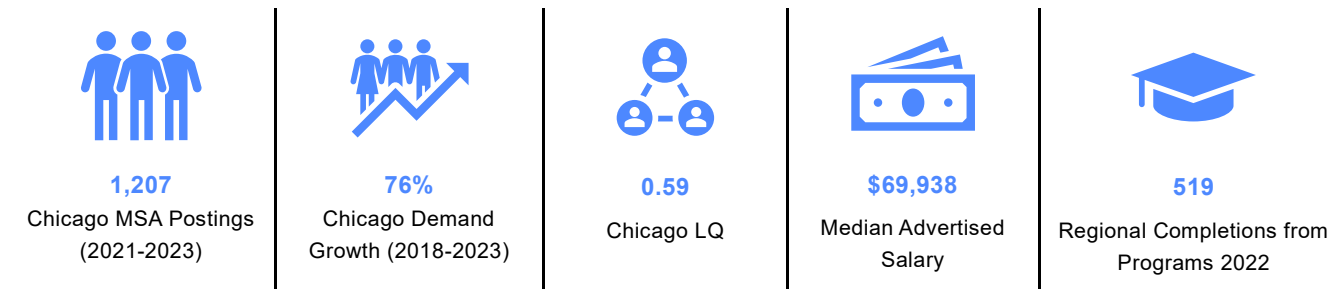 1,207
Chicago MSA Postings
(2021-2023)
76%
Chicago Demand
Growth (2018-2023)
0.59
Chicago LQ
$69,938
Median Advertised
Salary
519
Regional Completions from
Programs 2022